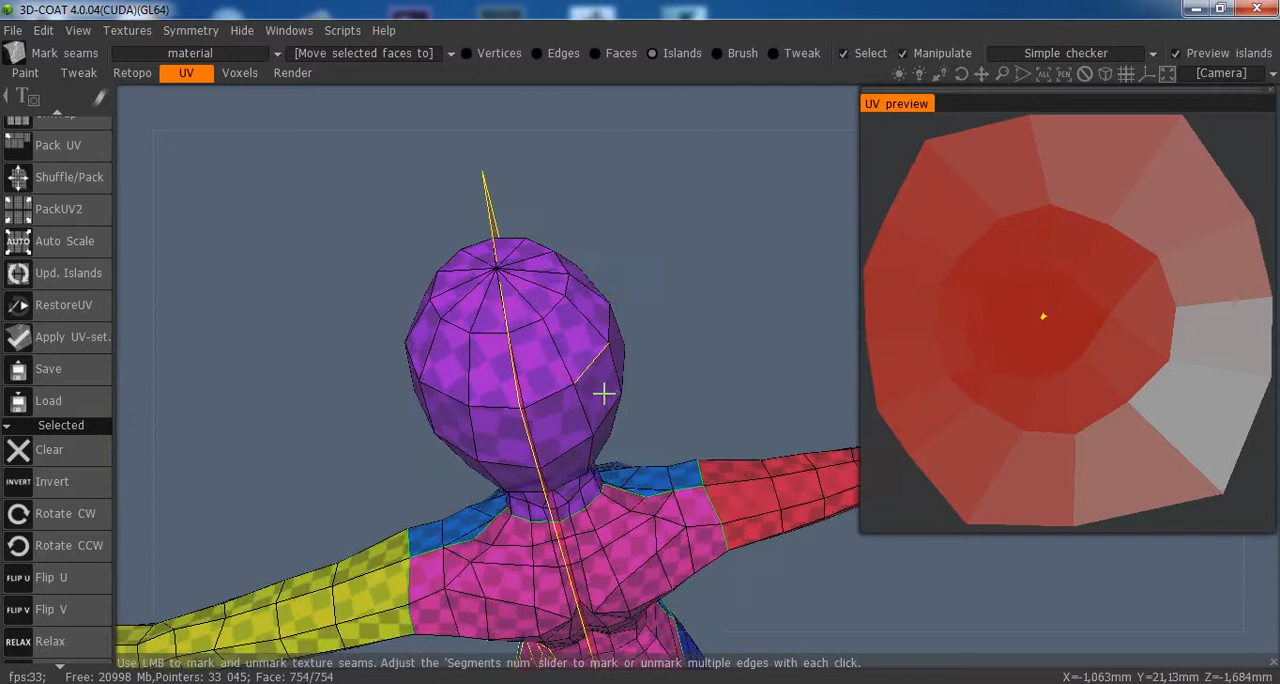 3D-COAT 4.0.04(CUDA)(GL64)
File Edit View Textures Symmetry Hide Windows Scripts Help
Mark seams material [Move selected faces to] Vertices Edges Faces Islands Brush Tweak Select Manipulate Simple checker Preview islands
Paint Tweak Retopo UV Voxels Render ALL PEN [Camera]
UV preview
Pack UV
Shuffle/Pack
PackUV2
AUTO Auto Scale
Upd. Islands
RestoreUV
Apply UV-set.
Save
Load
Selected
Clear
INVERT Invert
Rotate CW
Rotate CCW
FLIP U Flip U
FLIP V Flip V
RELAX Relax
Use LMB to mark and unmark texture seams. Adjust the 'Segments num' slider to mark or unmark multiple edges with each click.
fps:33; Free: 20998 Mb,Pointers: 33 045; Face: 754/754 X=-1,063mm Y=21,13mm Z=-1,684mm